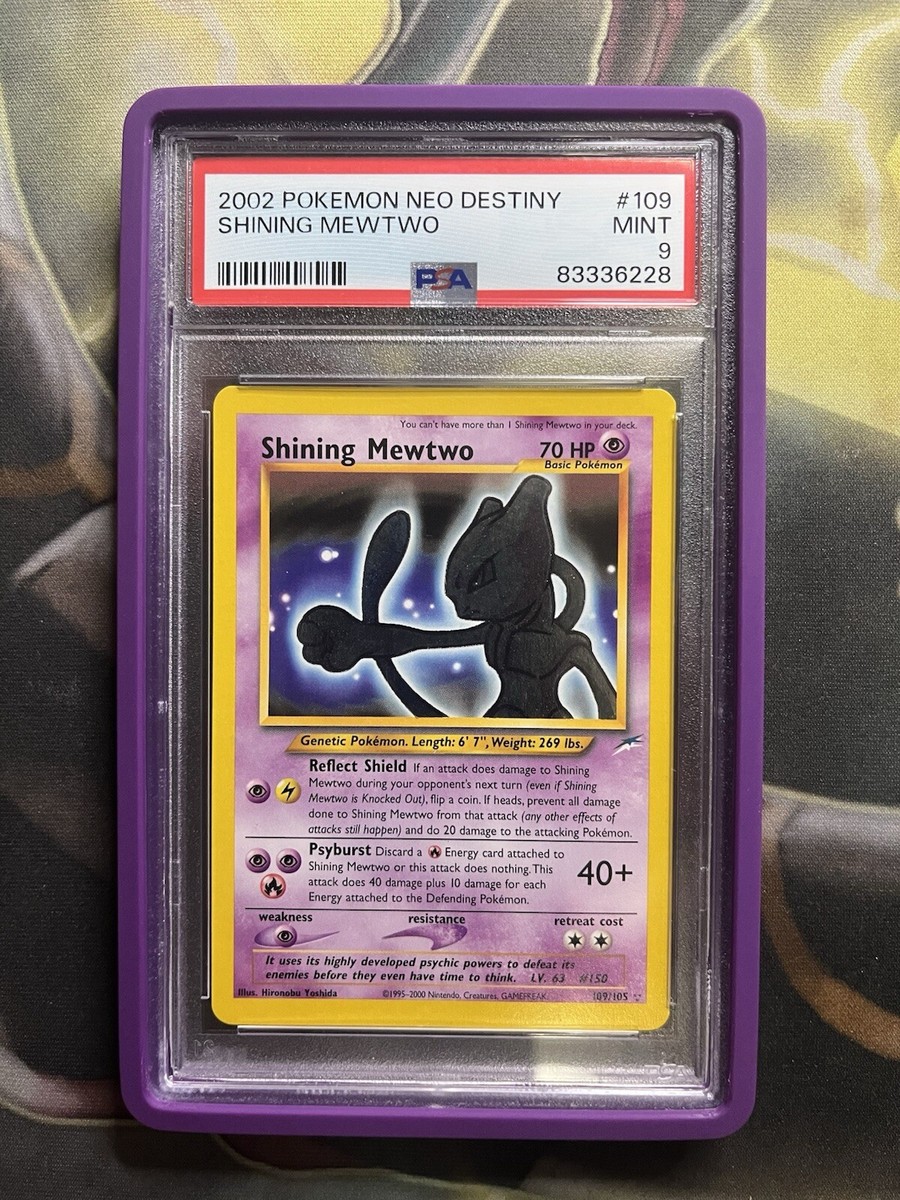 2002 POKEMON NEO DESTINY #109
SHINING MEWTWO MINT
9
PSA 83336228
You can't have more than 1 Shining Mewtwo in your deck.
Shining Mewtwo 70 HP
Basic Pokémon
Genetic Pokémon. Length: 6' 7", Weight: 269 lbs.
Reflect Shield If an attack does damage to Shining
Mewtwo during your opponent's next turn (even if Shining
Mewtwo is Knocked Out), flip a coin. If heads, prevent all damage
done to Shining Mewtwo from that attack (any other effects of
attacks still happen) and do 20 damage to the attacking Pokémon.
Psyburst Discard a Energy card attached to
Shining Mewtwo or this attack does nothing. This
attack does 40 damage plus 10 damage for each
Energy attached to the Defending Pokémon.
40+
weakness resistance retreat cost
It uses its highly developed psychic powers to defeat its
enemies before they even have time to think. LV. 63 #150
Illus. Hironobu Yoshida ©1995-2000 Nintendo, Creatures, GAMEFREAK. 109/105